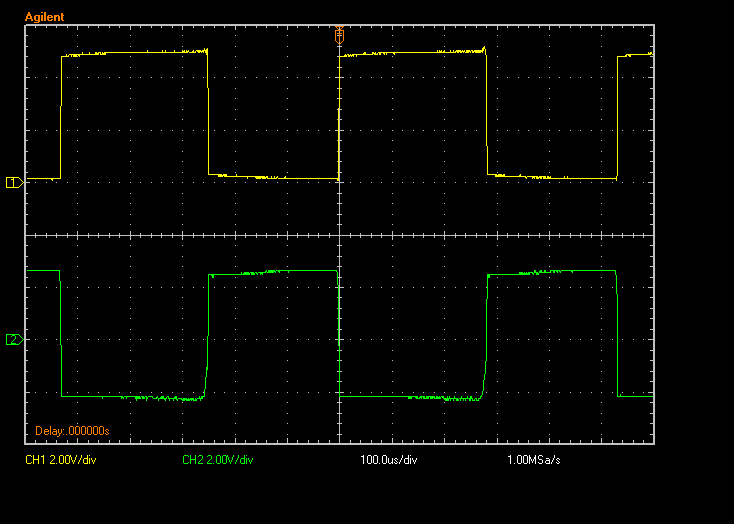 Agilent
1
2
Delay:.000000s
CH1 2.00V/div CH2 2.00V/div 100.0us/div 1.00MSa/s